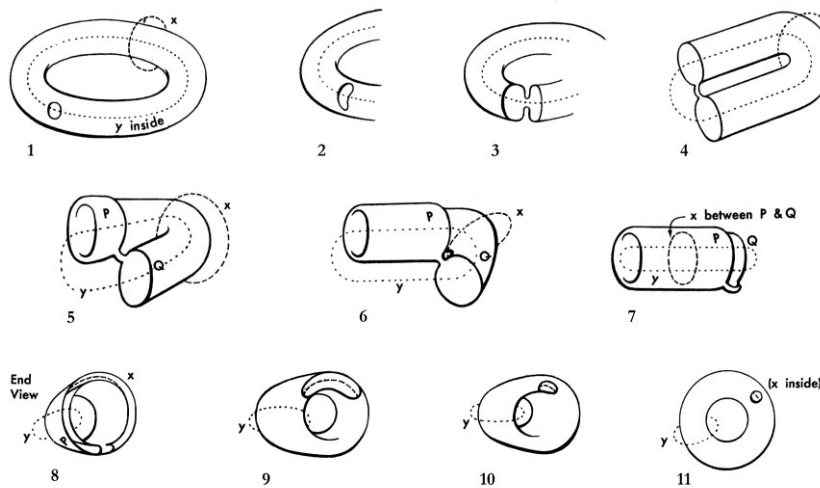 x
y inside
1
2
3
4
P
x
Q
y
5
P
x
Q
y
6
x between P & Q
P
Q
y
7
End
View
x
y
P
8
y
9
y
10
(x inside)
y
11